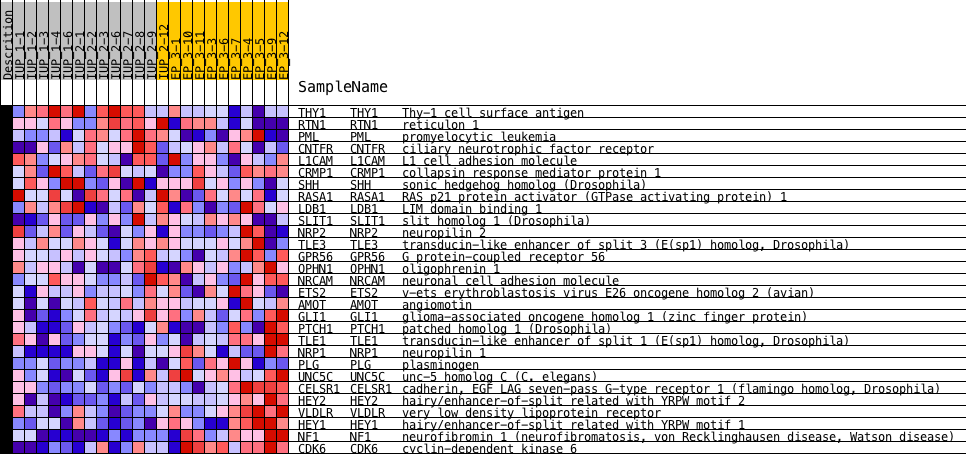 Descrition
IUP_1-1
IUP_1-2
IUP_1-3
IUP_1-4
IUP_1-6
IUP_2-1
IUP_2-2
IUP_2-3
IUP_2-6
IUP_2-7
IUP_2-8
IUP_2-9
IUP_2-12
EP_3-1
EP_3-10
EP_3-11
EP_3-3
EP_3-6
EP_3-7
EP_3-4
EP_3-5
EP_3-9
EP_3-12
SampleName
THY1 THY1 Thy-1 cell surface antigen
RTN1 RTN1 reticulon 1
PML PML promyelocytic leukemia
CNTFR CNTFR ciliary neurotrophic factor receptor
L1CAM L1CAM L1 cell adhesion molecule
CRMP1 CRMP1 collapsin response mediator protein 1
SHH SHH sonic hedgehog homolog (Drosophila)
RASA1 RASA1 RAS p21 protein activator (GTPase activating protein) 1
LDB1 LDB1 LIM domain binding 1
SLIT1 SLIT1 slit homolog 1 (Drosophila)
NRP2 NRP2 neuropilin 2
TLE3 TLE3 transducin-like enhancer of split 3 (E(sp1) homolog, Drosophila)
GPR56 GPR56 G protein-coupled receptor 56
OPHN1 OPHN1 oligophrenin 1
NRCAM NRCAM neuronal cell adhesion molecule
ETS2 ETS2 v-ets erythroblastosis virus E26 oncogene homolog 2 (avian)
AMOT AMOT angiomotin
GLI1 GLI1 glioma-associated oncogene homolog 1 (zinc finger protein)
PTCH1 PTCH1 patched homolog 1 (Drosophila)
TLE1 TLE1 transducin-like enhancer of split 1 (E(sp1) homolog, Drosophila)
NRP1 NRP1 neuropilin 1
PLG PLG plasminogen
UNC5C UNC5C unc-5 homolog C (C. elegans)
CELSR1 CELSR1 cadherin, EGF LAG seven-pass G-type receptor 1 (flamingo homolog, Drosophila)
HEY2 HEY2 hairy/enhancer-of-split related with YRPW motif 2
VLDLR VLDLR very low density lipoprotein receptor
HEY1 HEY1 hairy/enhancer-of-split related with YRPW motif 1
NF1 NF1 neurofibromin 1 (neurofibromatosis, von Recklinghausen disease, Watson disease)
CDK6 CDK6 cyclin-dependent kinase 6